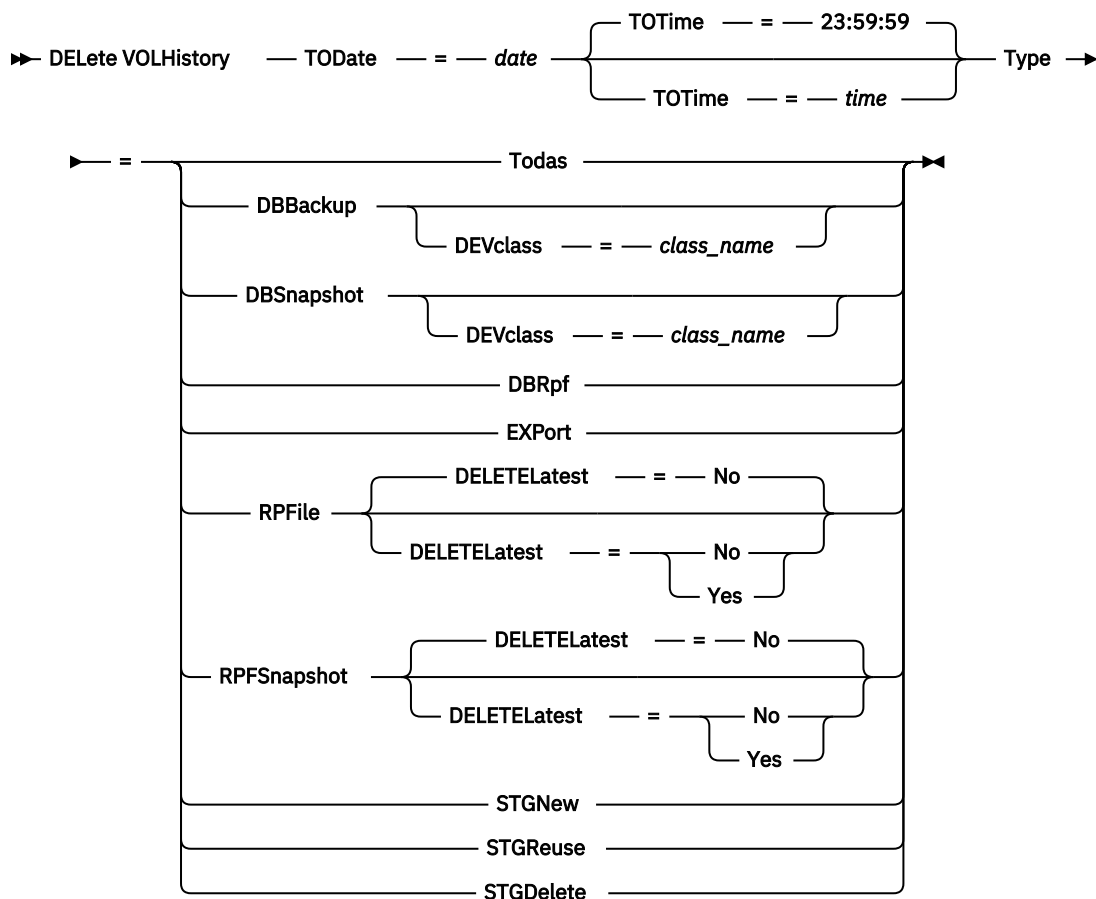 TOTime = 23:59:59
DELete VOLHistory TODate = date Type
TOTime = time
= Todas
DBBackup
DEVclass = class_name
DBSnapshot
DEVclass = class_name
DBRpf
EXPort
DELETELatest = No
RPFile
DELETELatest = No
Yes
DELETELatest = No
RPFSnapshot
DELETELatest = No
Yes
STGNew
STGReuse
STGDelete